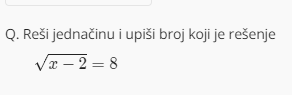 Q. Reši jednačinu i upiši broj koji je rešenje
√x − 2 = 8